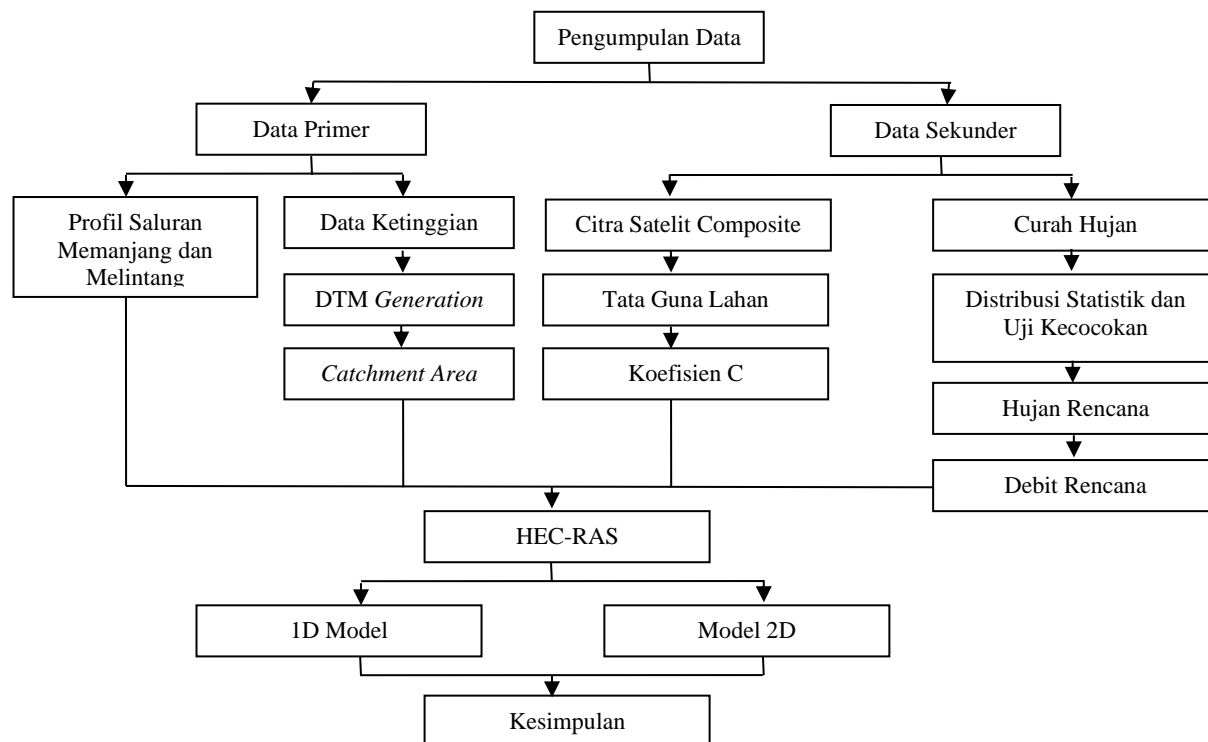 Pengumpulan Data
Data Primer
Data Sekunder
Profil Saluran
Memanjang dan
Melintang
Data Ketinggian
Citra Satelit Composite
Curah Hujan
DTM Generation
Tata Guna Lahan
Distribusi Statistik dan
Uji Kecocokan
Catchment Area
Koefisien C
Hujan Rencana
Debit Rencana
HEC-RAS
1D Model
Model 2D
Kesimpulan